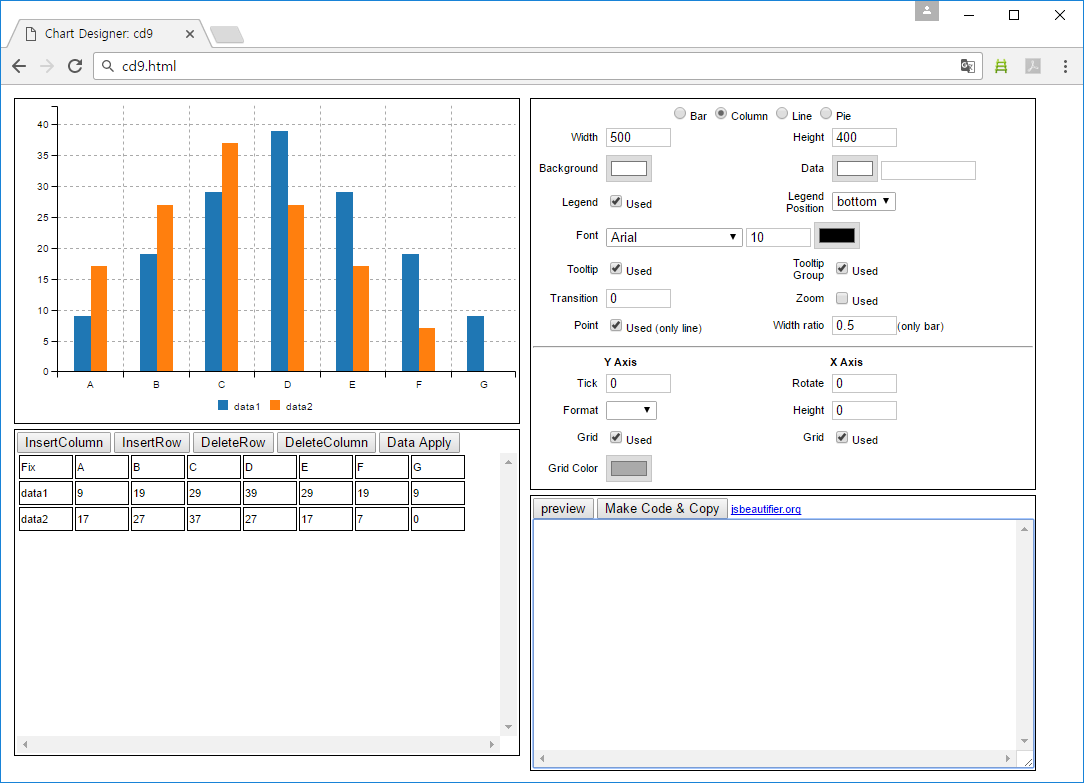 Chart Designer: cd9
cd9.html
40
35
30
25
20
15
10
5
0
A B C D E F G
data1 data2
InsertColumn InsertRow DeleteRow DeleteColumn Data Apply
Fix A B C D E F G
data1 9 19 29 39 29 19 9
data2 17 27 37 27 17 7 0
Bar Column Line Pie
Width 500 Height 400
Background Data
Legend Used Legend Position bottom
Font Arial 10
Tooltip Used Tooltip Group Used
Transition 0 Zoom Used
Point Used (only line) Width ratio 0.5 (only bar)
Y Axis X Axis
Tick 0 Rotate 0
Format Height 0
Grid Used Grid Used
Grid Color
preview Make Code & Copy jsbeautifier.org